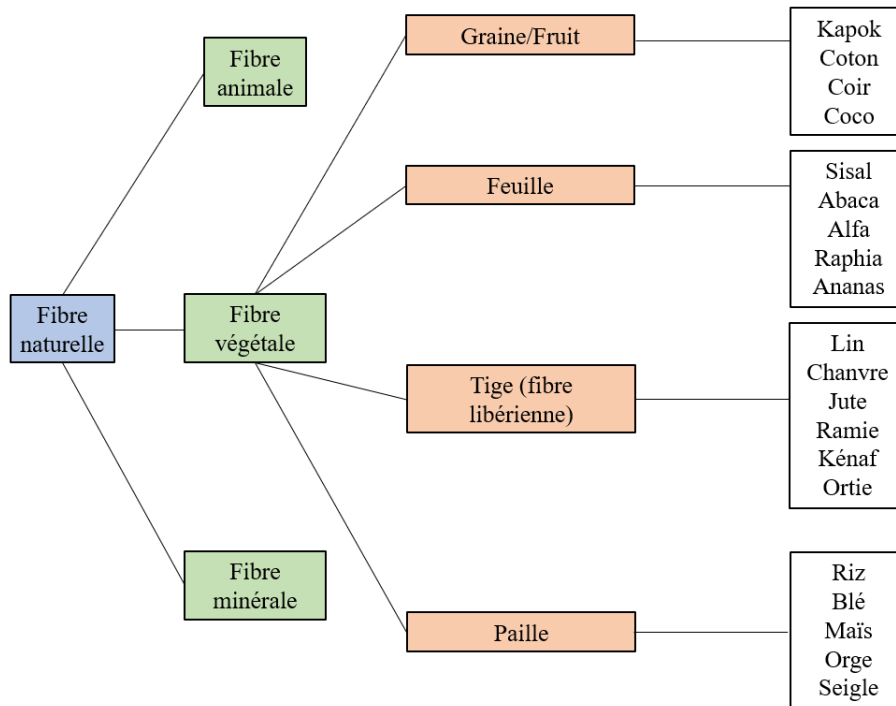 Fibre
naturelle
Fibre
animale
Fibre
végétale
Fibre
minérale
Graine/Fruit
Feuille
Tige (fibre
libérienne)
Paille
Kapok
Coton
Coir
Coco
Sisal
Abaca
Alfa
Raphia
Ananas
Lin
Chanvre
Jute
Ramie
Kénaf
Ortie
Riz
Blé
Maïs
Orge
Seigle